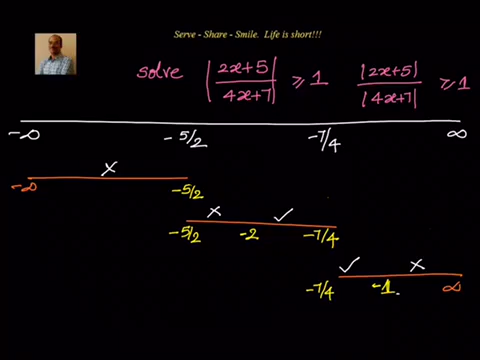 Serve - Share - Smile. Life is short!!!
solve |2x+5 / 4x+7| ⩾ 1 |2x+5| / |4x+7| ⩾ 1
-∞ -5/2 -7/4 ∞
×
-∞ -5/2
× ✓
-5/2 -2 -7/4
✓ ×
-7/4 -1. ∞